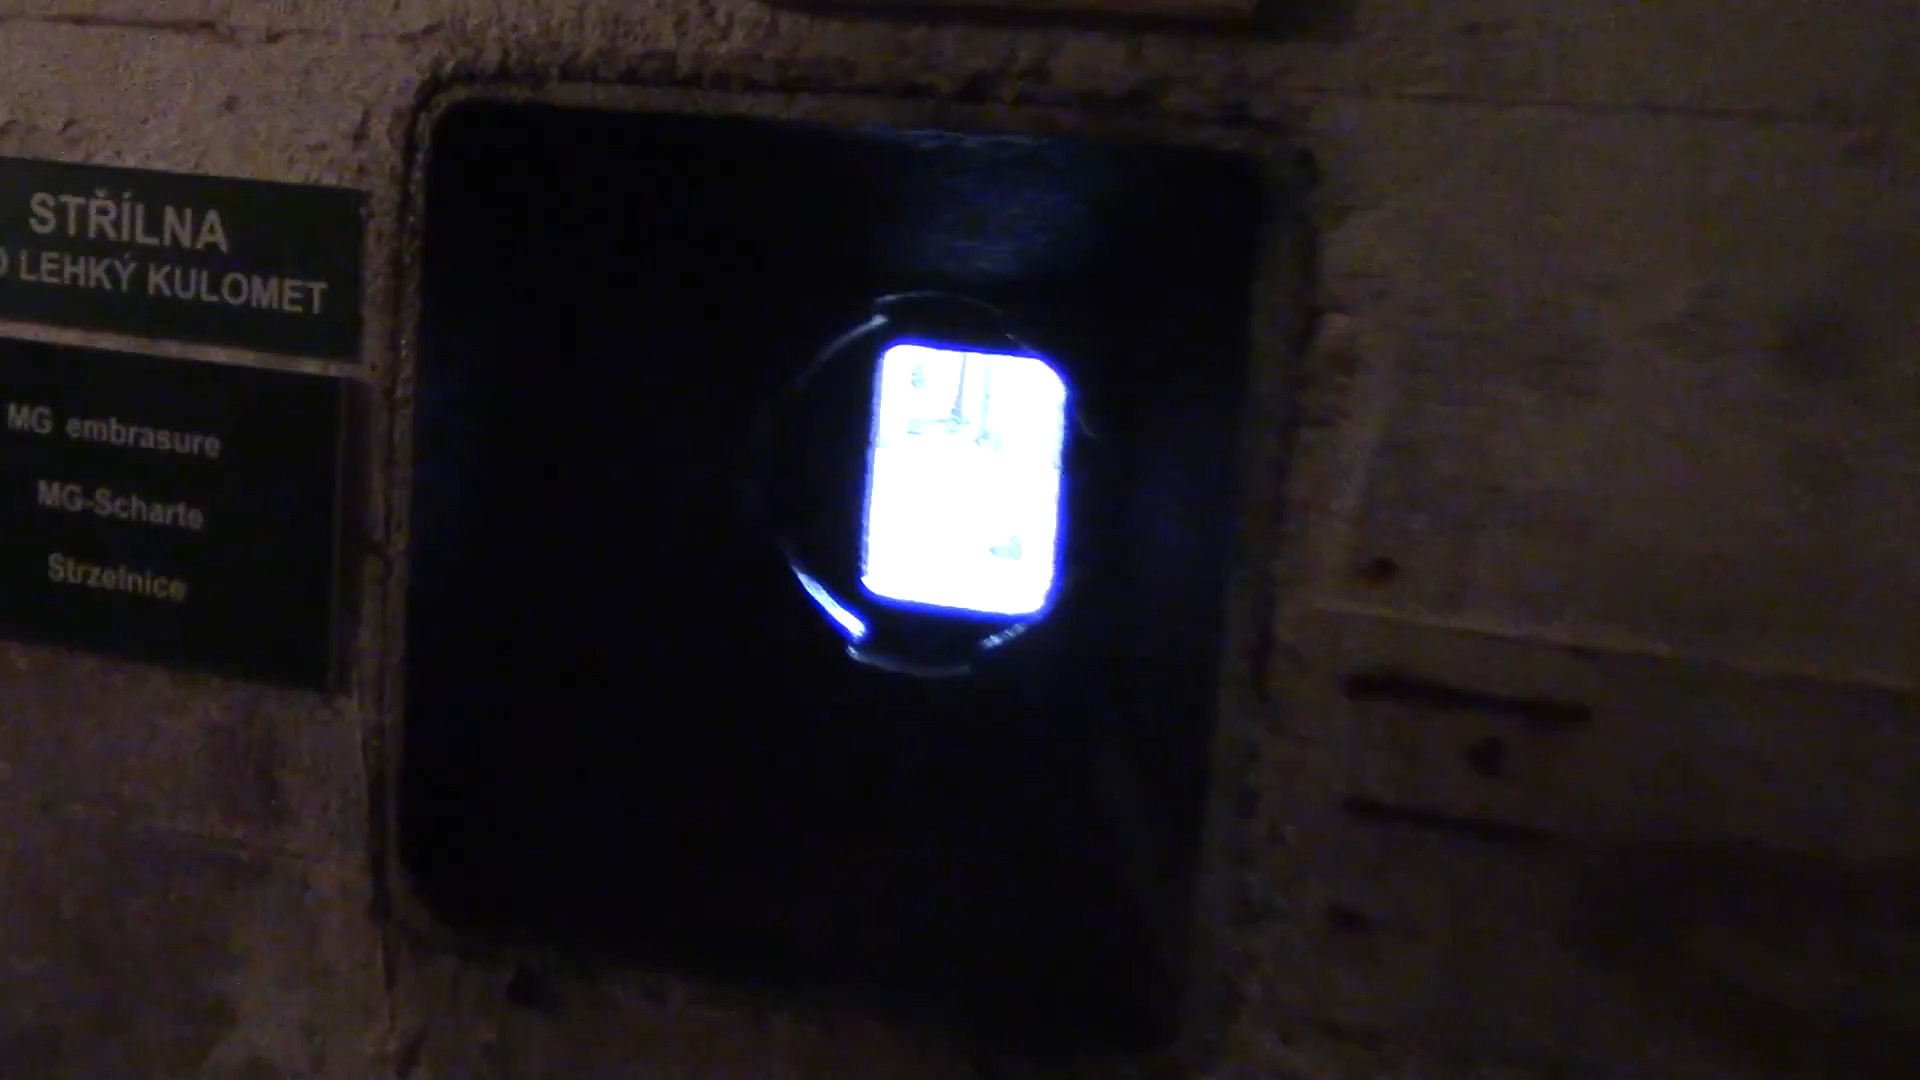 STŘÍLNA
O LEHKÝ KULOMET
MG embrasure
MG-Scharte
Strzelnice